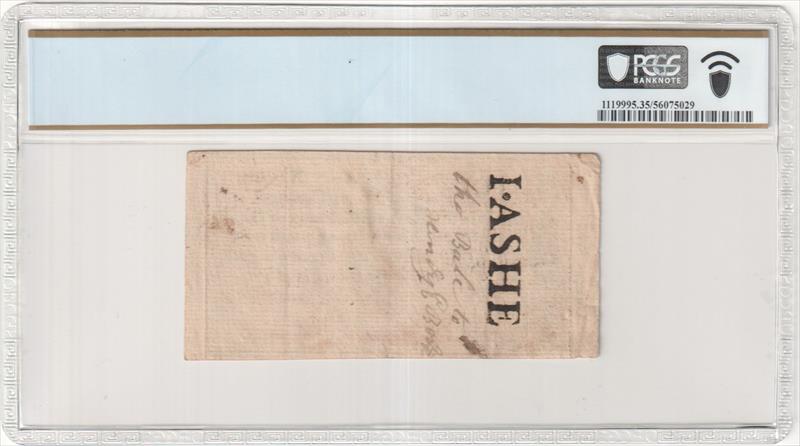 PCGS
BANKNOTE
1119995.35/56075029
I·ASHE
the Bale to